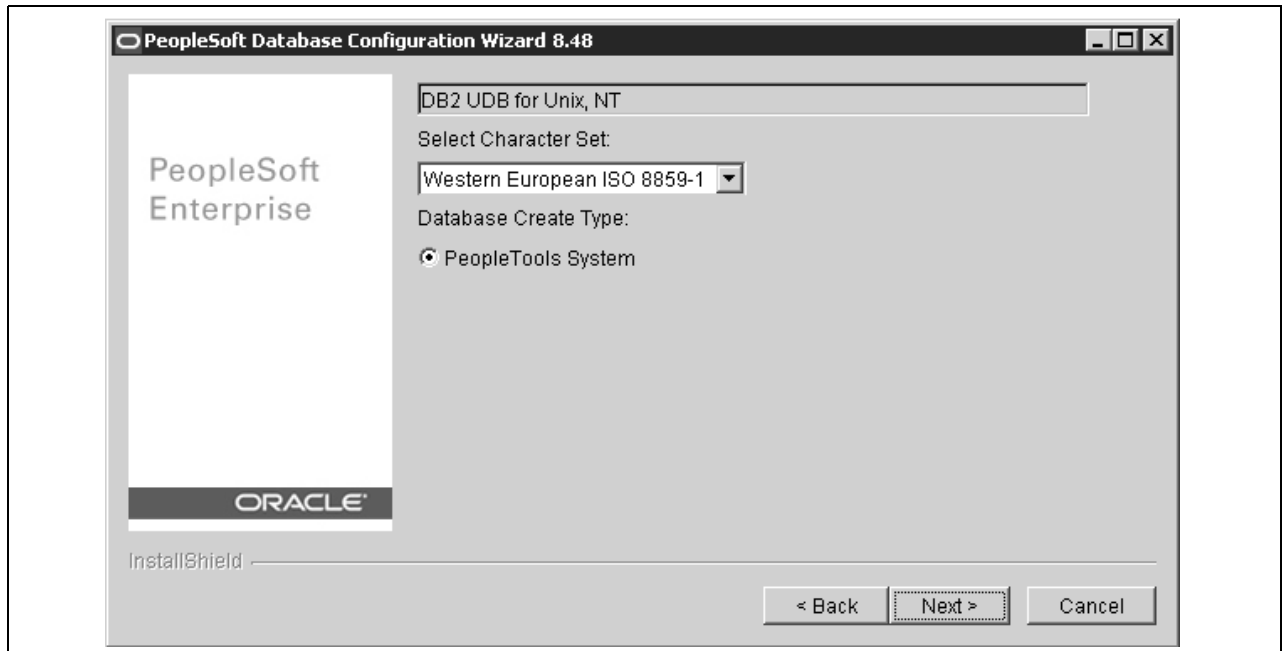 PeopleSoft Database Configuration Wizard 8.48
DB2 UDB for Unix, NT
Select Character Set:
Western European ISO 8859-1
Database Create Type:
PeopleTools System
PeopleSoft
Enterprise
ORACLE
InstallShield
< Back
Next >
Cancel